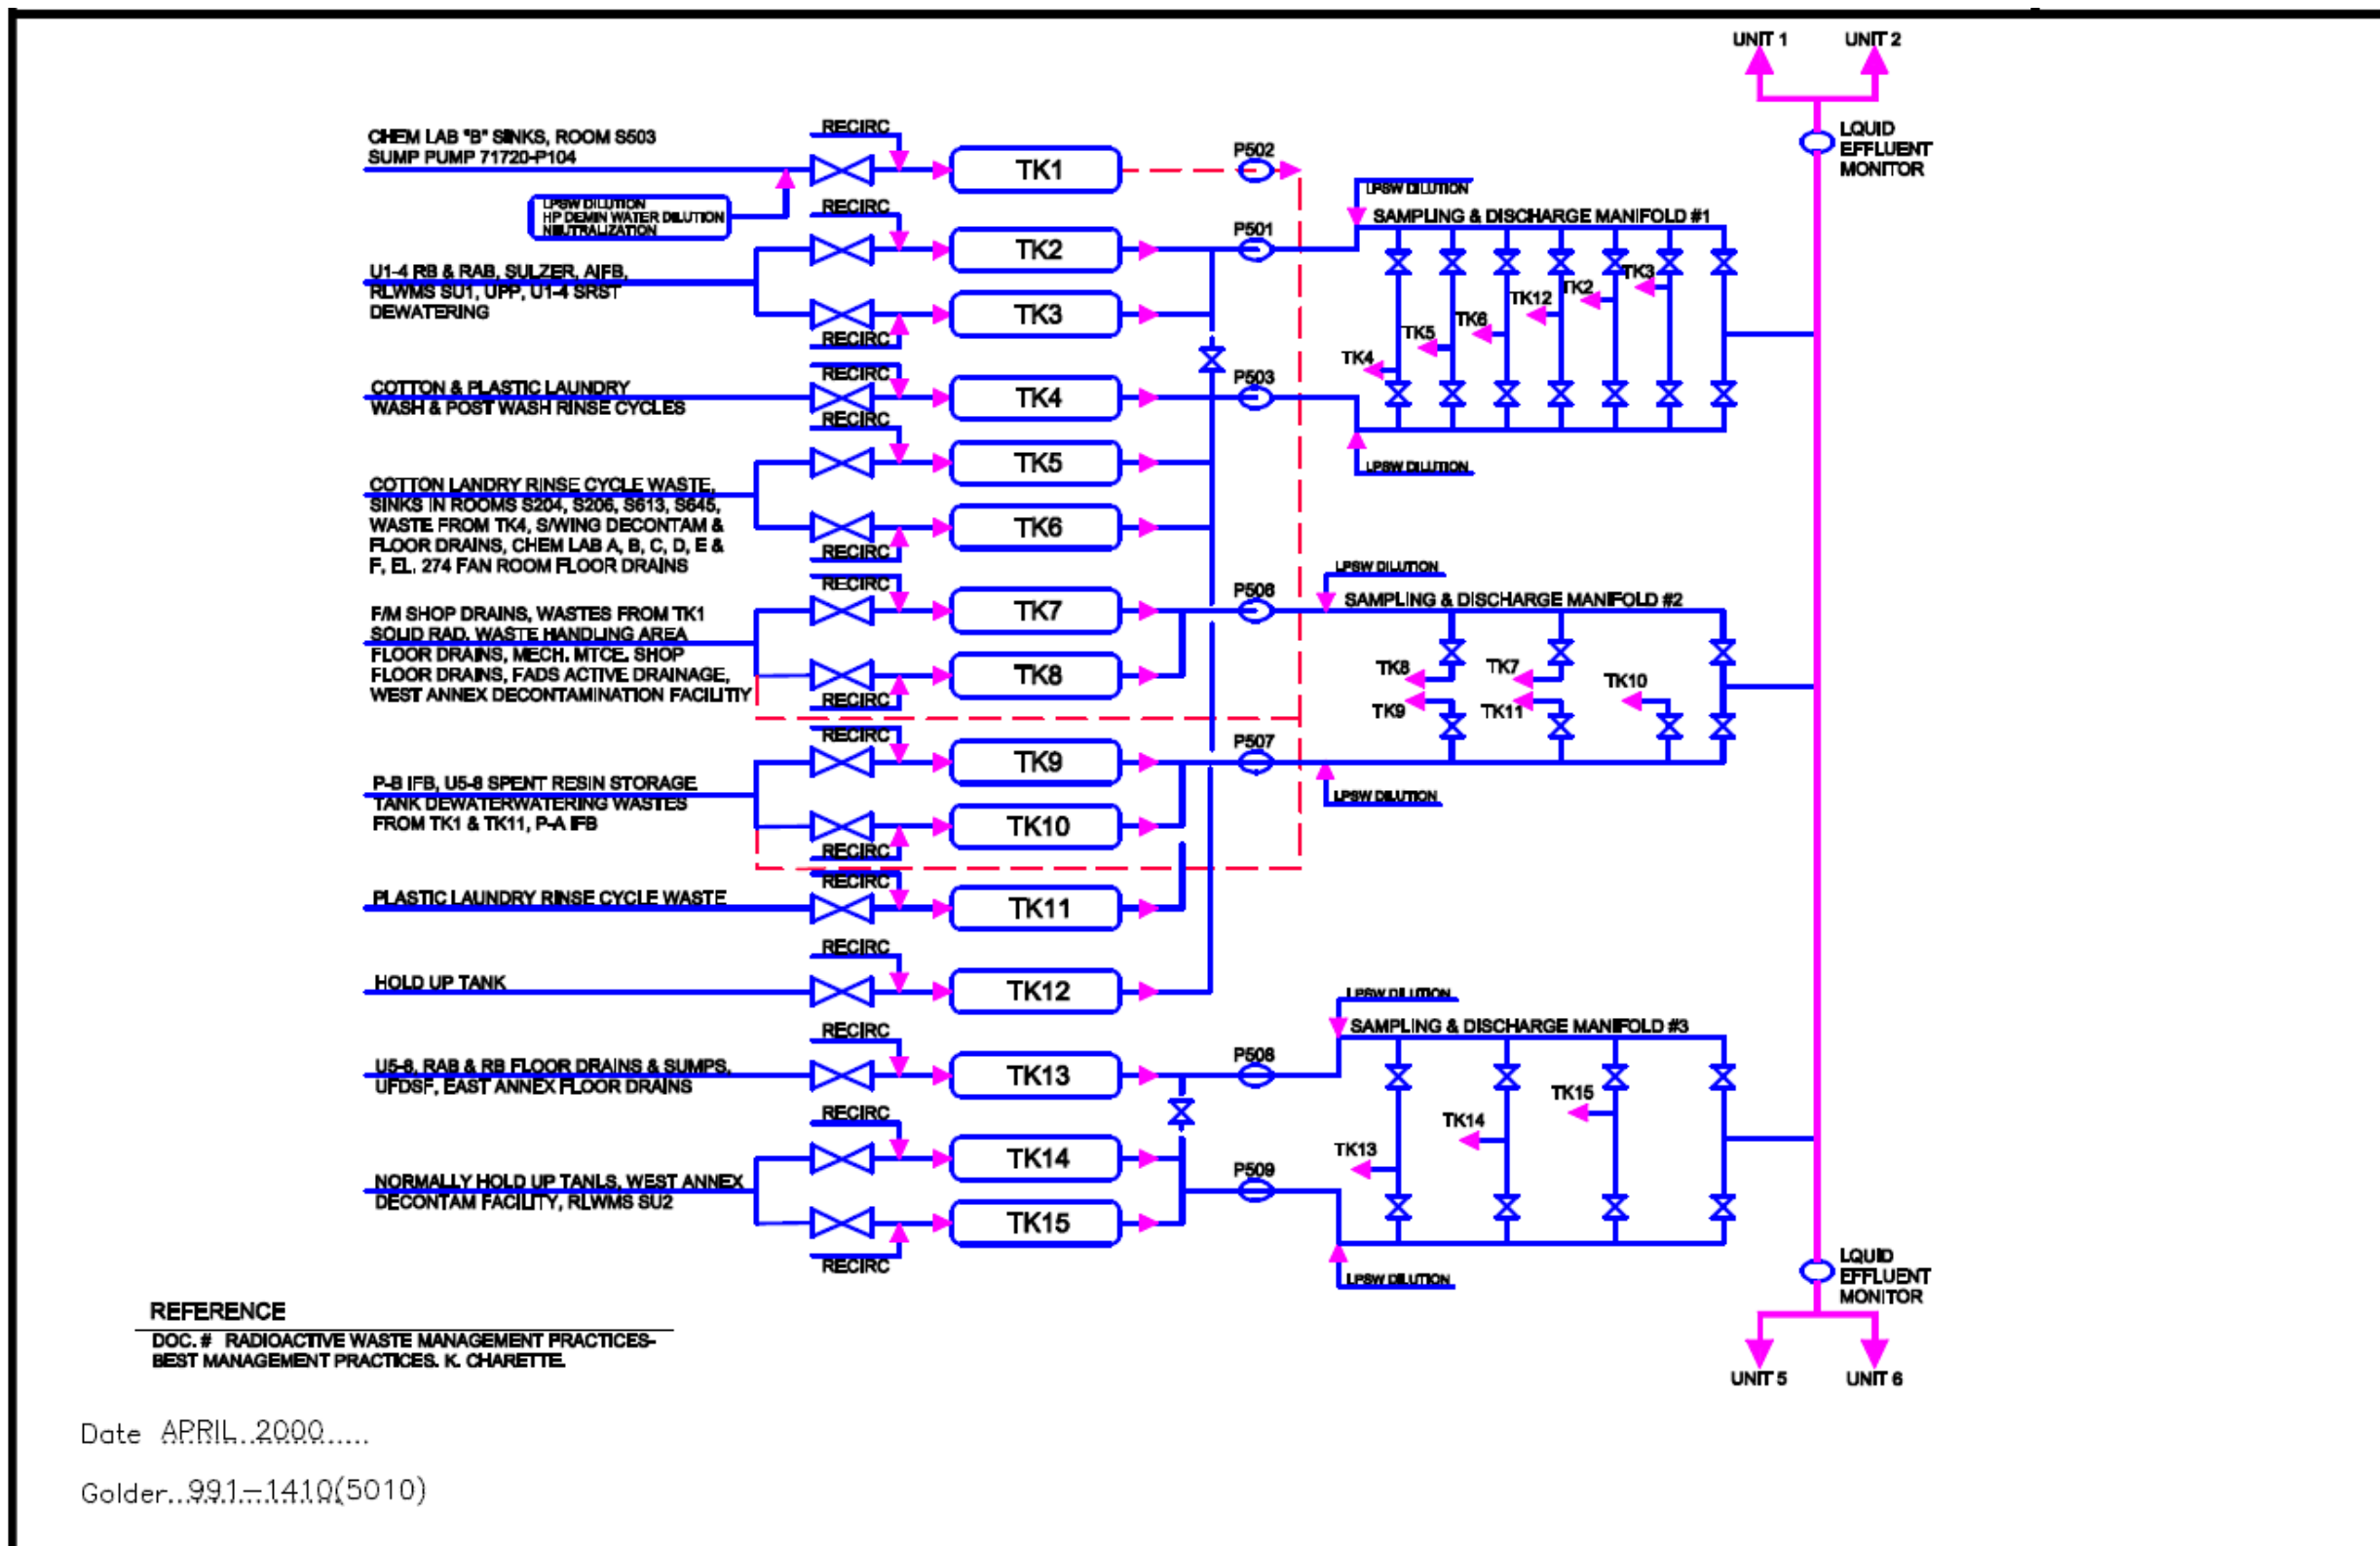 UNIT 1
UNIT 2
LQUID
EFFLUENT
MONITOR
CHEM LAB "B" SINKS, ROOM S503
SUMP PUMP 71720-P104
RECIRC
TK1
P502
LPSW DILUTION
HP DEMIN WATER DILUTION
NEUTRALIZATION
RECIRC
TK2
P501
LPSW DILUTION
SAMPLING & DISCHARGE MANIFOLD #1
U1-4 RB & RAB, SULZER, AIFB,
RLWMS SU1, UPP, U1-4 SRST
DEWATERING
TK3
RECIRC
TK3
TK2
TK12
TK6
TK5
TK4
COTTON & PLASTIC LAUNDRY
WASH & POST WASH RINSE CYCLES
RECIRC
TK4
P503
LPSW DILUTION
RECIRC
TK5
COTTON LANDRY RINSE CYCLE WASTE,
SINKS IN ROOMS S204, S206, S613, S645,
WASTE FROM TK4, S/WING DECONTAM &
FLOOR DRAINS, CHEM LAB A, B, C, D, E &
F, EL. 274 FAN ROOM FLOOR DRAINS
TK6
RECIRC
F/M SHOP DRAINS, WASTES FROM TK1
SOLID RAD. WASTE HANDLING AREA
FLOOR DRAINS, MECH. MTCE. SHOP
FLOOR DRAINS, FADS ACTIVE DRAINAGE,
WEST ANNEX DECONTAMINATION FACILITIY
RECIRC
TK7
P506
LPSW DILUTION
SAMPLING & DISCHARGE MANIFOLD #2
TK8
RECIRC
TK8
TK7
TK10
TK9
TK11
RECIRC
TK9
P507
LPSW DILUTION
P-B IFB, U5-8 SPENT RESIN STORAGE
TANK DEWATERWATERING WASTES
FROM TK1 & TK11, P-A IFB
TK10
RECIRC
PLASTIC LAUNDRY RINSE CYCLE WASTE
RECIRC
TK11
HOLD UP TANK
RECIRC
TK12
LPSW DILUTION
SAMPLING & DISCHARGE MANIFOLD #3
U5-8, RAB & RB FLOOR DRAINS & SUMPS,
UFDSF, EAST ANNEX FLOOR DRAINS
RECIRC
TK13
P508
TK15
TK14
TK13
RECIRC
TK14
NORMALLY HOLD UP TANLS, WEST ANNEX
DECONTAM FACILITY, RLWMS SU2
P509
TK15
RECIRC
LPSW DILUTION
LQUID
EFFLUENT
MONITOR
UNIT 5
UNIT 6
REFERENCE
DOC. # RADIOACTIVE WASTE MANAGEMENT PRACTICES-
BEST MANAGEMENT PRACTICES. K. CHARETTE.
Date APRIL 2000
Golder 991-1410(5010)